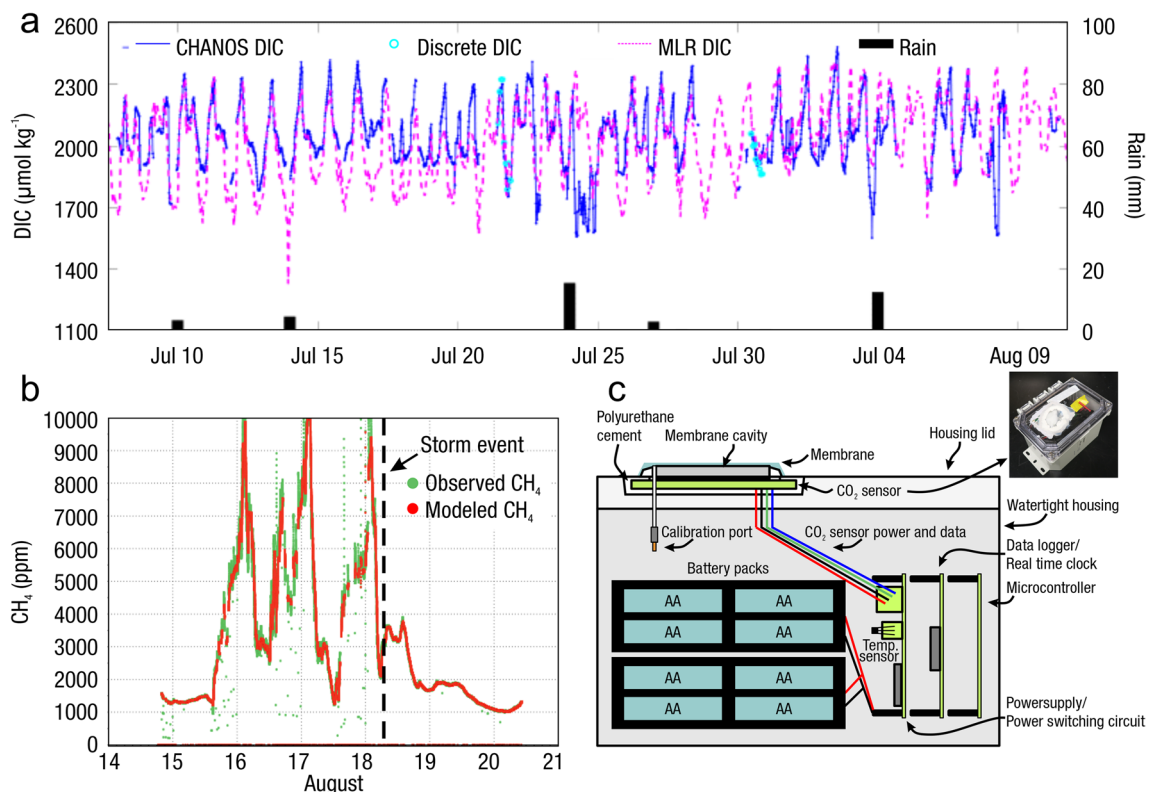 a
2600
2300
2000
1700
1400
1100
DIC (µmol kg⁻¹)
CHANOS DIC
Discrete DIC
MLR DIC
Rain
100
80
60
40
20
0
Rain (mm)
Jul 10
Jul 15
Jul 20
Jul 25
Jul 30
Jul 04
Aug 09
b
10000
9000
8000
7000
6000
5000
4000
3000
2000
1000
0
CH₄ (ppm)
Storm event
Observed CH₄
Modeled CH₄
14
15
16
17
18
19
20
21
August
c
Polyurethane
cement
Membrane cavity
Membrane
Housing lid
CO₂ sensor
Watertight housing
Calibration port
CO₂ sensor power and data
Data logger/
Real time clock
Microcontroller
Battery packs
AA
AA
AA
AA
AA
AA
AA
AA
Temp.
sensor
Powersupply/
Power switching circuit